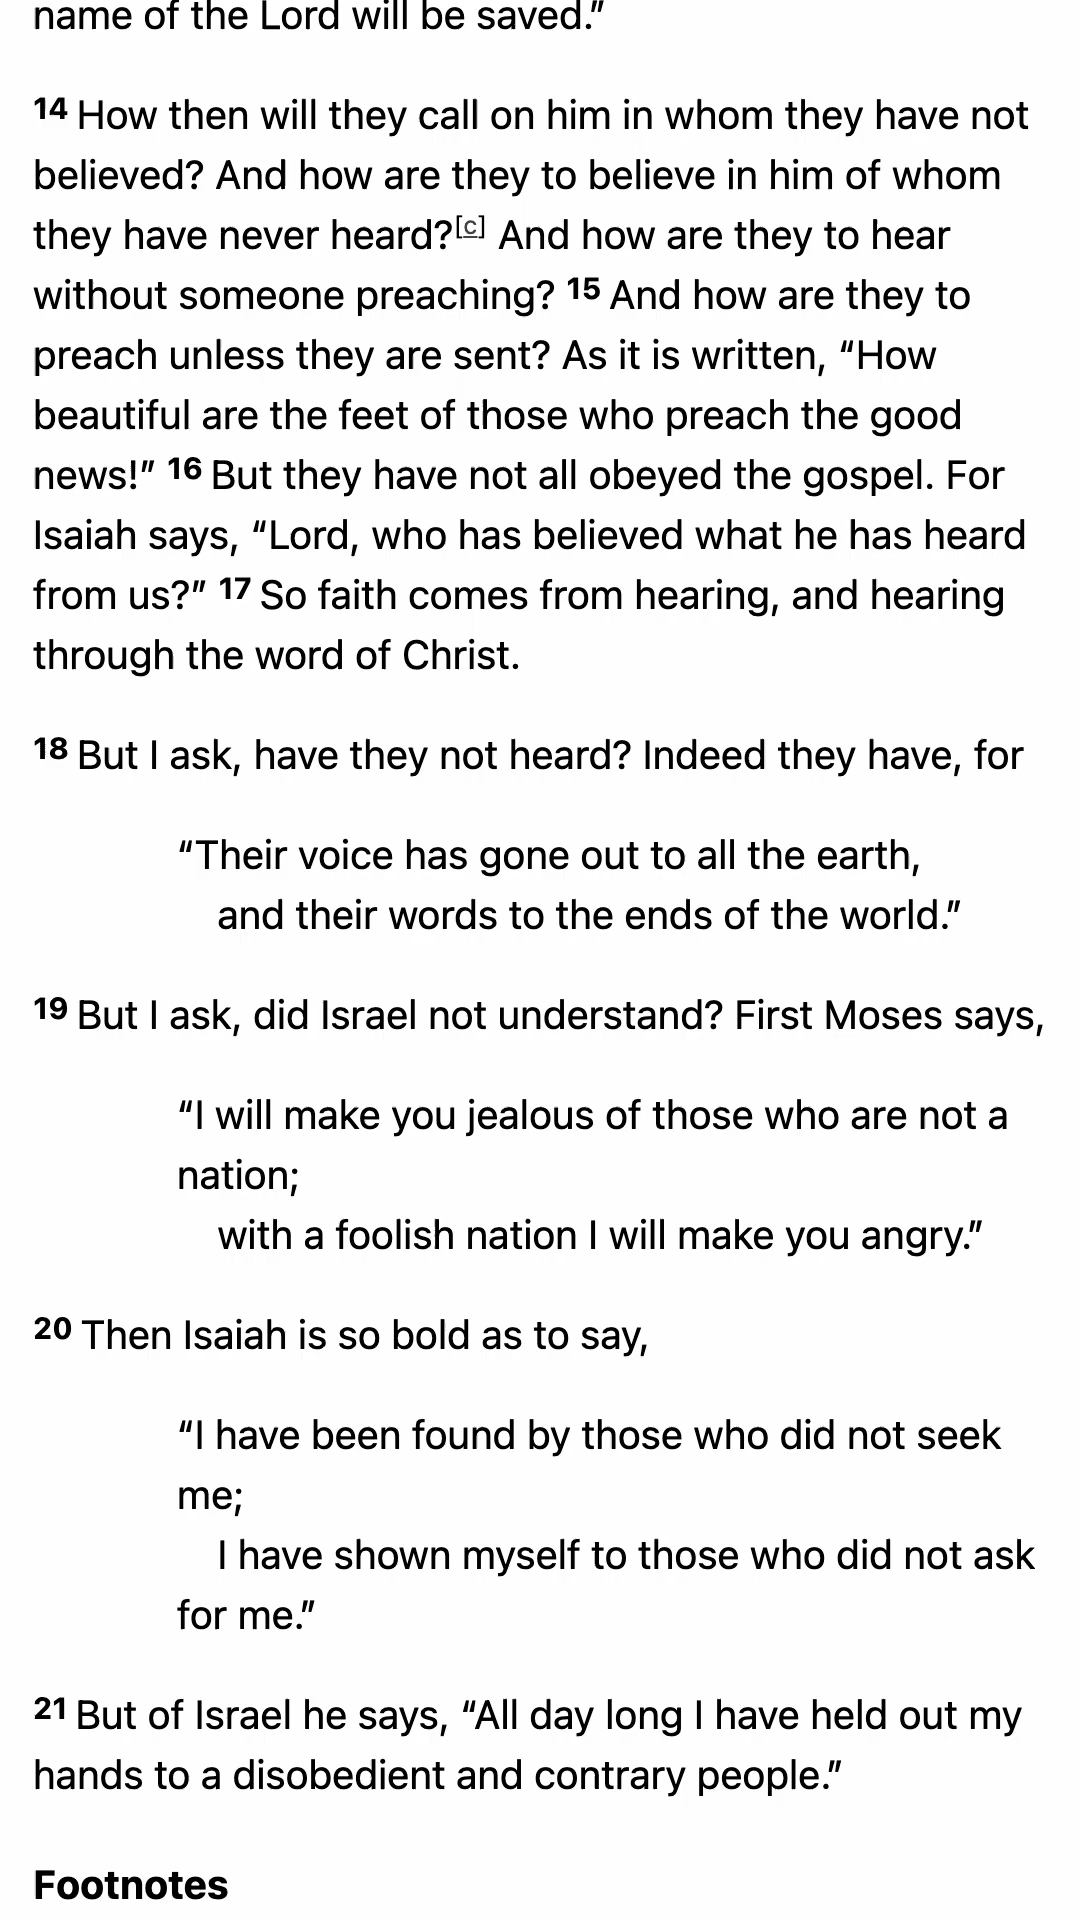 name of the Lord will be saved.”
14 How then will they call on him in whom they have not
believed? And how are they to believe in him of whom
they have never heard?[c] And how are they to hear
without someone preaching? 15 And how are they to
preach unless they are sent? As it is written, “How
beautiful are the feet of those who preach the good
news!” 16 But they have not all obeyed the gospel. For
Isaiah says, “Lord, who has believed what he has heard
from us?” 17 So faith comes from hearing, and hearing
through the word of Christ.
18 But I ask, have they not heard? Indeed they have, for
“Their voice has gone out to all the earth,
and their words to the ends of the world.”
19 But I ask, did Israel not understand? First Moses says,
“I will make you jealous of those who are not a
nation;
with a foolish nation I will make you angry.”
20 Then Isaiah is so bold as to say,
“I have been found by those who did not seek
me;
I have shown myself to those who did not ask
for me.”
21 But of Israel he says, “All day long I have held out my
hands to a disobedient and contrary people.”
Footnotes